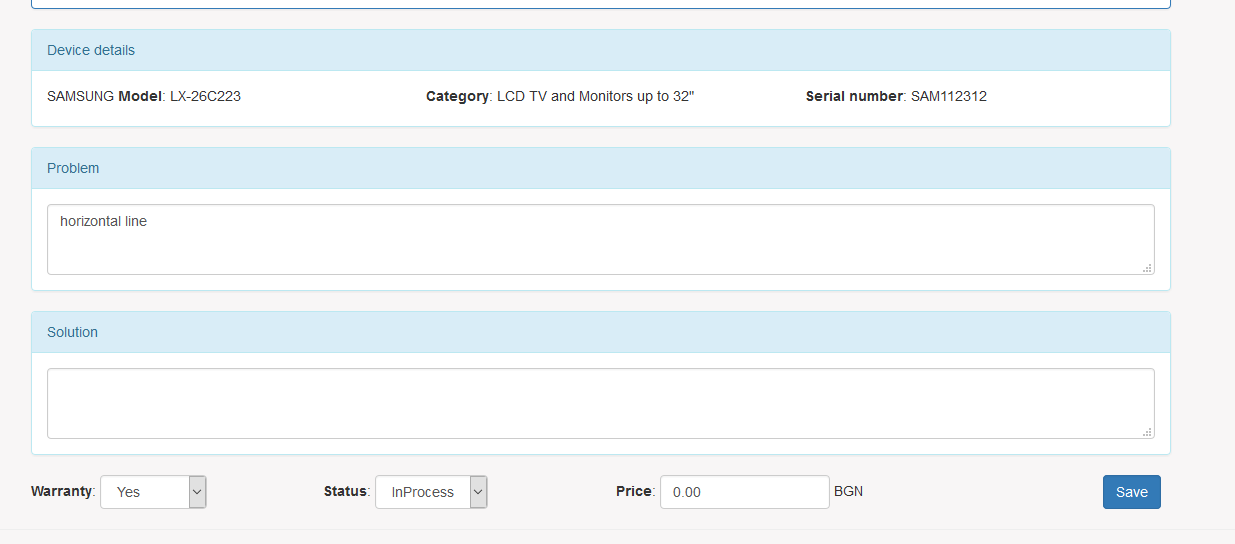 Device details
SAMSUNG Model: LX-26C223 Category: LCD TV and Monitors up to 32" Serial number: SAM112312
Problem
horizontal line
Solution
Warranty: Yes Status: InProcess Price: 0.00 BGN Save